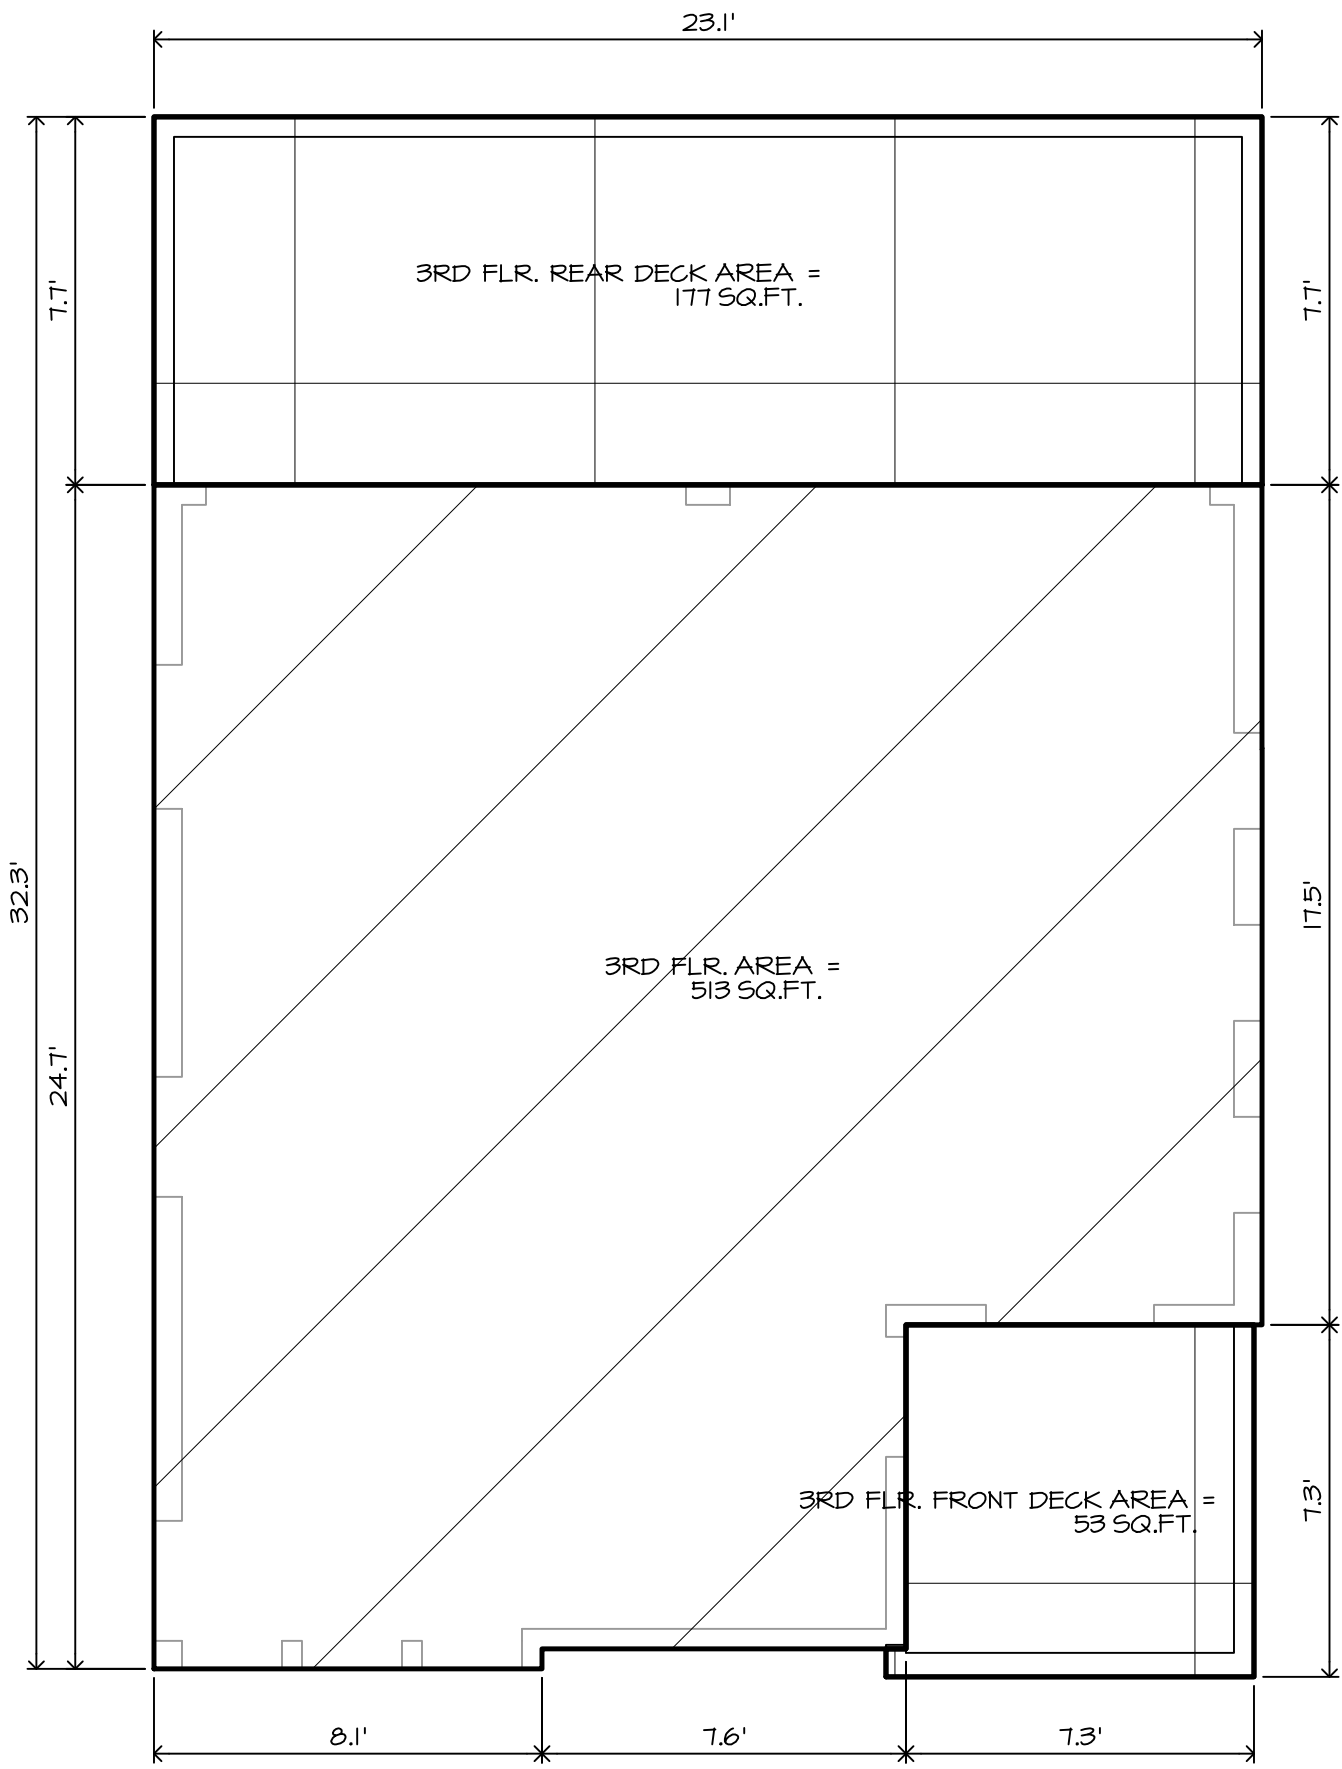 23.1'
7.7'
7.7'
3RD FLR. REAR DECK AREA =
177 SQ.FT.
32.3'
24.7'
17.5'
3RD FLR. AREA =
513 SQ.FT.
3RD FLR. FRONT DECK AREA =
53 SQ.FT.
7.3'
8.1'
7.6'
7.3'